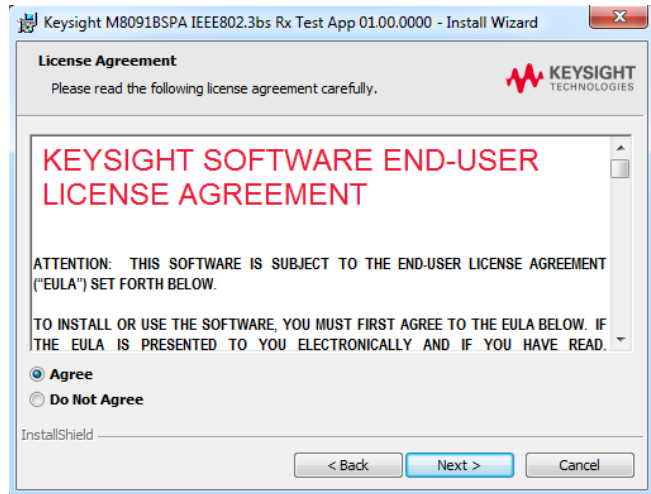 Keysight M8091BSPA IEEE802.3bs Rx Test App 01.00.0000 - Install Wizard
License Agreement
Please read the following license agreement carefully.
KEYSIGHT
TECHNOLOGIES
KEYSIGHT SOFTWARE END-USER
LICENSE AGREEMENT
ATTENTION: THIS SOFTWARE IS SUBJECT TO THE END-USER LICENSE AGREEMENT
("EULA") SET FORTH BELOW.
TO INSTALL OR USE THE SOFTWARE, YOU MUST FIRST AGREE TO THE EULA BELOW. IF
THE EULA IS PRESENTED TO YOU ELECTRONICALLY AND IF YOU HAVE READ.
Agree
Do Not Agree
InstallShield
< Back
Next >
Cancel